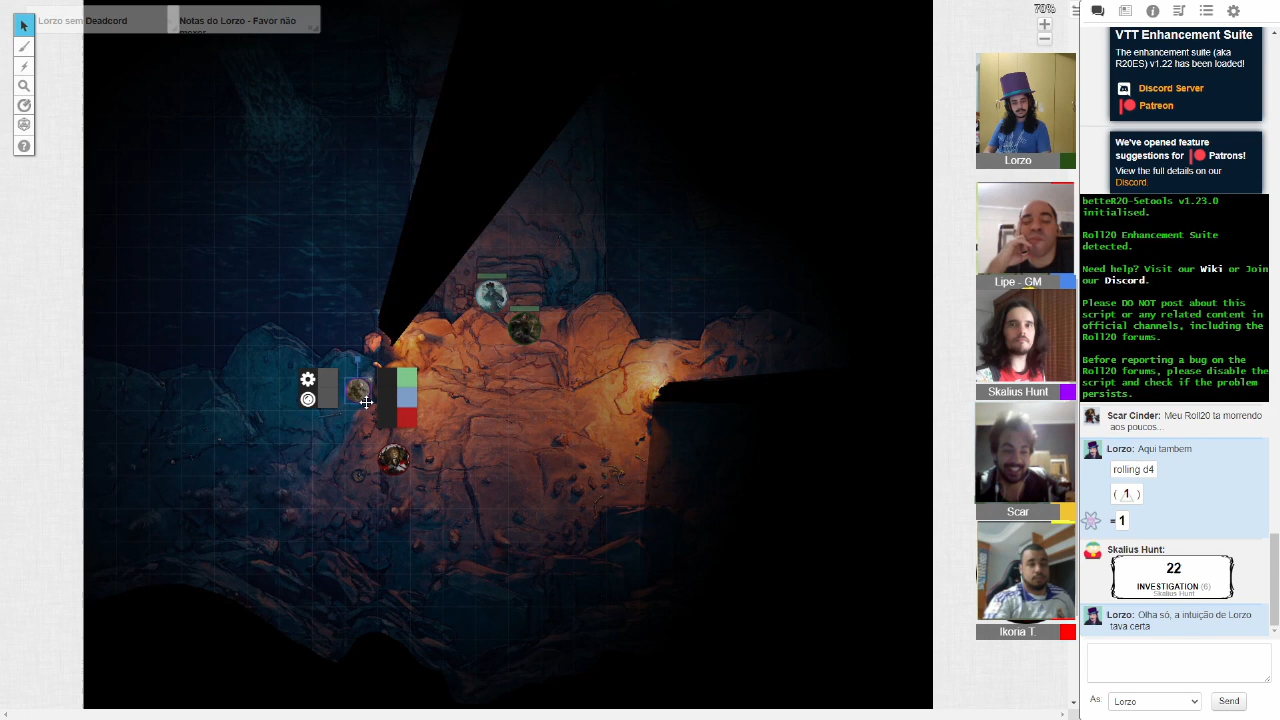 Lorzo sem Deadcord
Notas do Lorzo - Favor não
mexer
70%
Lorzo
Lipe - GM
Skalius Hunt
Scar
Ikoria T.
VTT Enhancement Suite
The enhancement suite (aka
R20ES) v1.22 has been loaded!
Discord Server
Patreon
We've opened feature
suggestions for Patrons!
View the full details on our
Discord.
betteR20-5etools v1.23.0
initialised.
Roll20 Enhancement Suite
detected.
Need help? Visit our Wiki or Join
our Discord.
Please DO NOT post about this
script or any related content in
official channels, including the
Roll20 forums.
Before reporting a bug on the
Roll20 forums, please disable the
script and check if the problem
persists.
Scar Cinder: Meu Roll20 ta morrendo
aos poucos...
Lorzo: Aqui tambem
rolling d4
( 1 )
=1
Skalius Hunt:
22
INVESTIGATION (6)
Skalius Hunt
Lorzo: Olha só, a intuição de Lorzo
tava certa
As: Lorzo Send